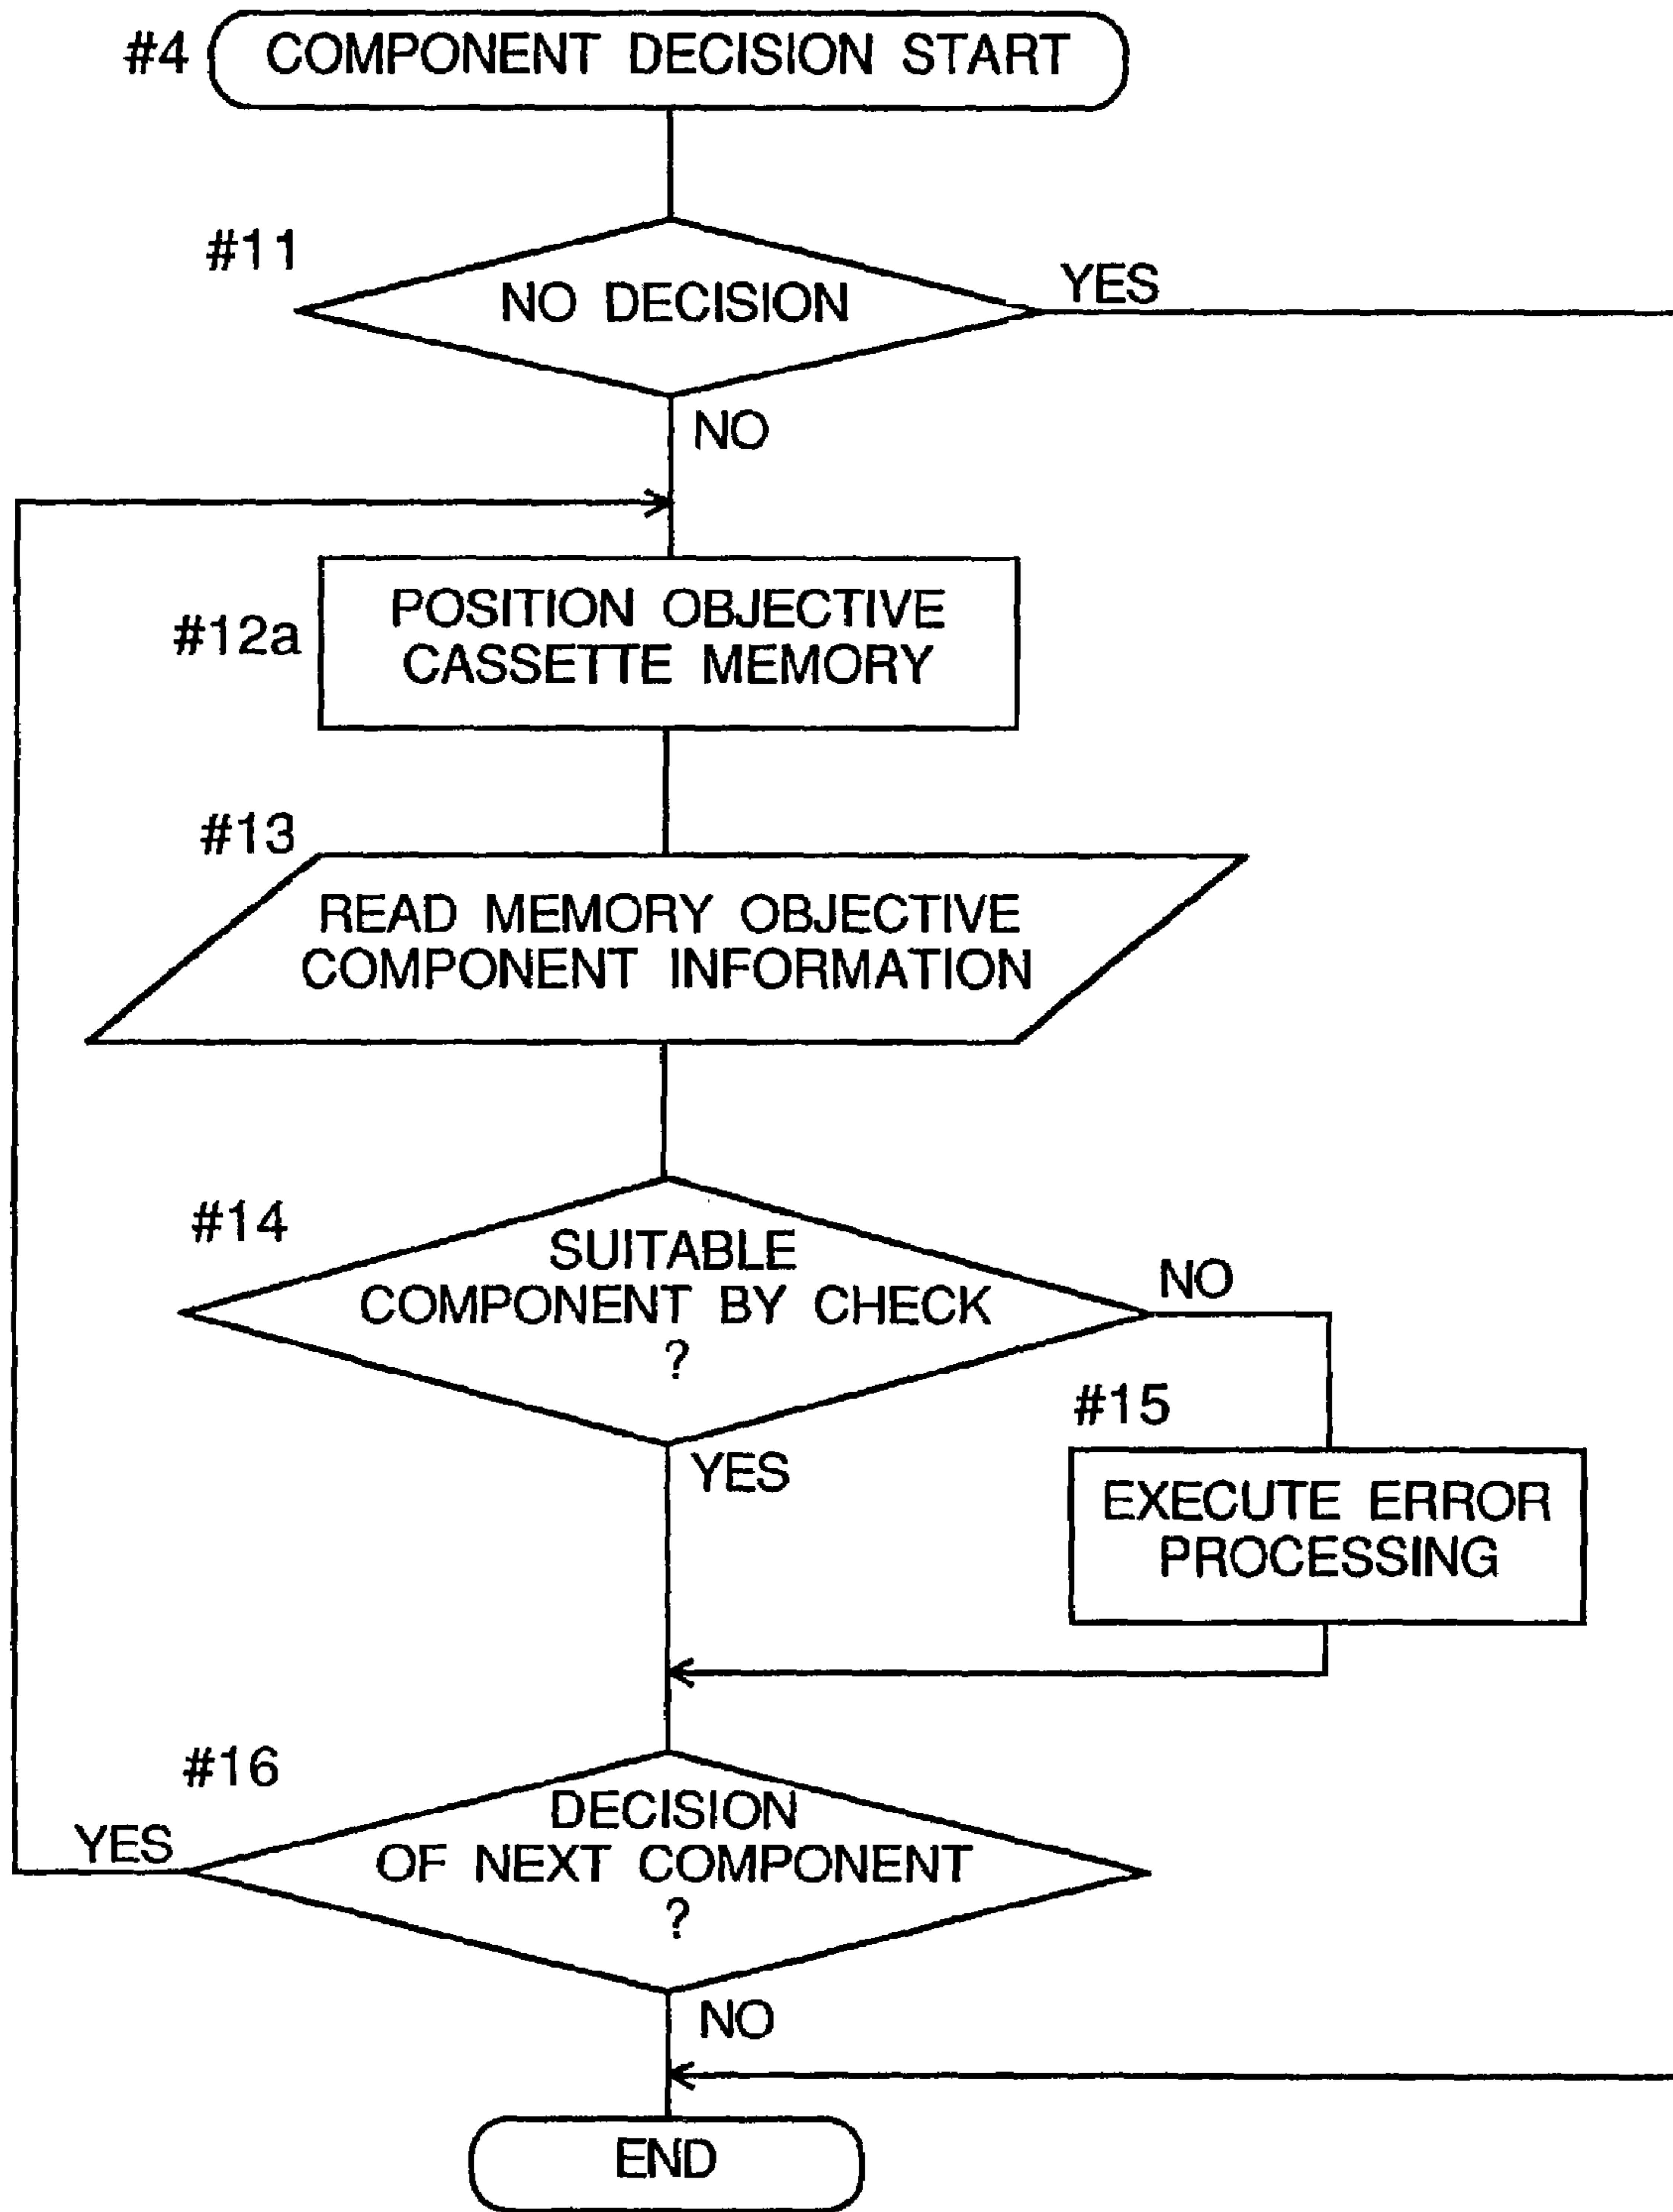 #4 COMPONENT DECISION START
#11
NO DECISION
YES
NO
#12a
POSITION OBJECTIVE
CASSETTE MEMORY
#13
READ MEMORY OBJECTIVE
COMPONENT INFORMATION
#14
SUITABLE
COMPONENT BY CHECK
?
NO
YES
#15
EXECUTE ERROR
PROCESSING
#16
DECISION
OF NEXT COMPONENT
?
YES
NO
END